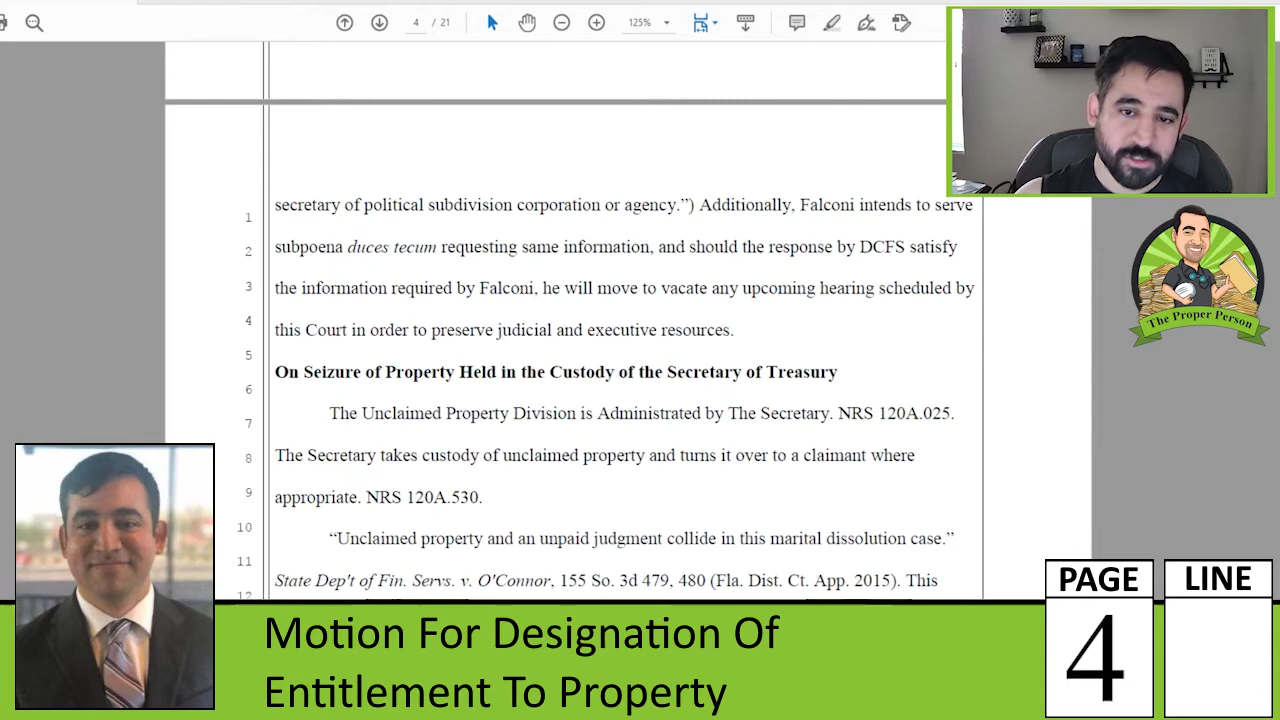 4 / 21
125%
secretary of political subdivision corporation or agency.”) Additionally, Falconi intends to serve
1
subpoena duces tecum requesting same information, and should the response by DCFS satisfy
2
the information required by Falconi, he will move to vacate any upcoming hearing scheduled by
3
this Court in order to preserve judicial and executive resources.
4
5
On Seizure of Property Held in the Custody of the Secretary of Treasury
6
The Unclaimed Property Division is Administrated by The Secretary. NRS 120A.025.
7
The Secretary takes custody of unclaimed property and turns it over to a claimant where
8
appropriate. NRS 120A.530.
9
10
“Unclaimed property and an unpaid judgment collide in this marital dissolution case.”
11
State Dep't of Fin. Servs. v. O'Connor, 155 So. 3d 479, 480 (Fla. Dist. Ct. App. 2015). This
12
The Proper Person
Motion For Designation Of
Entitlement To Property
PAGE
4
LINE